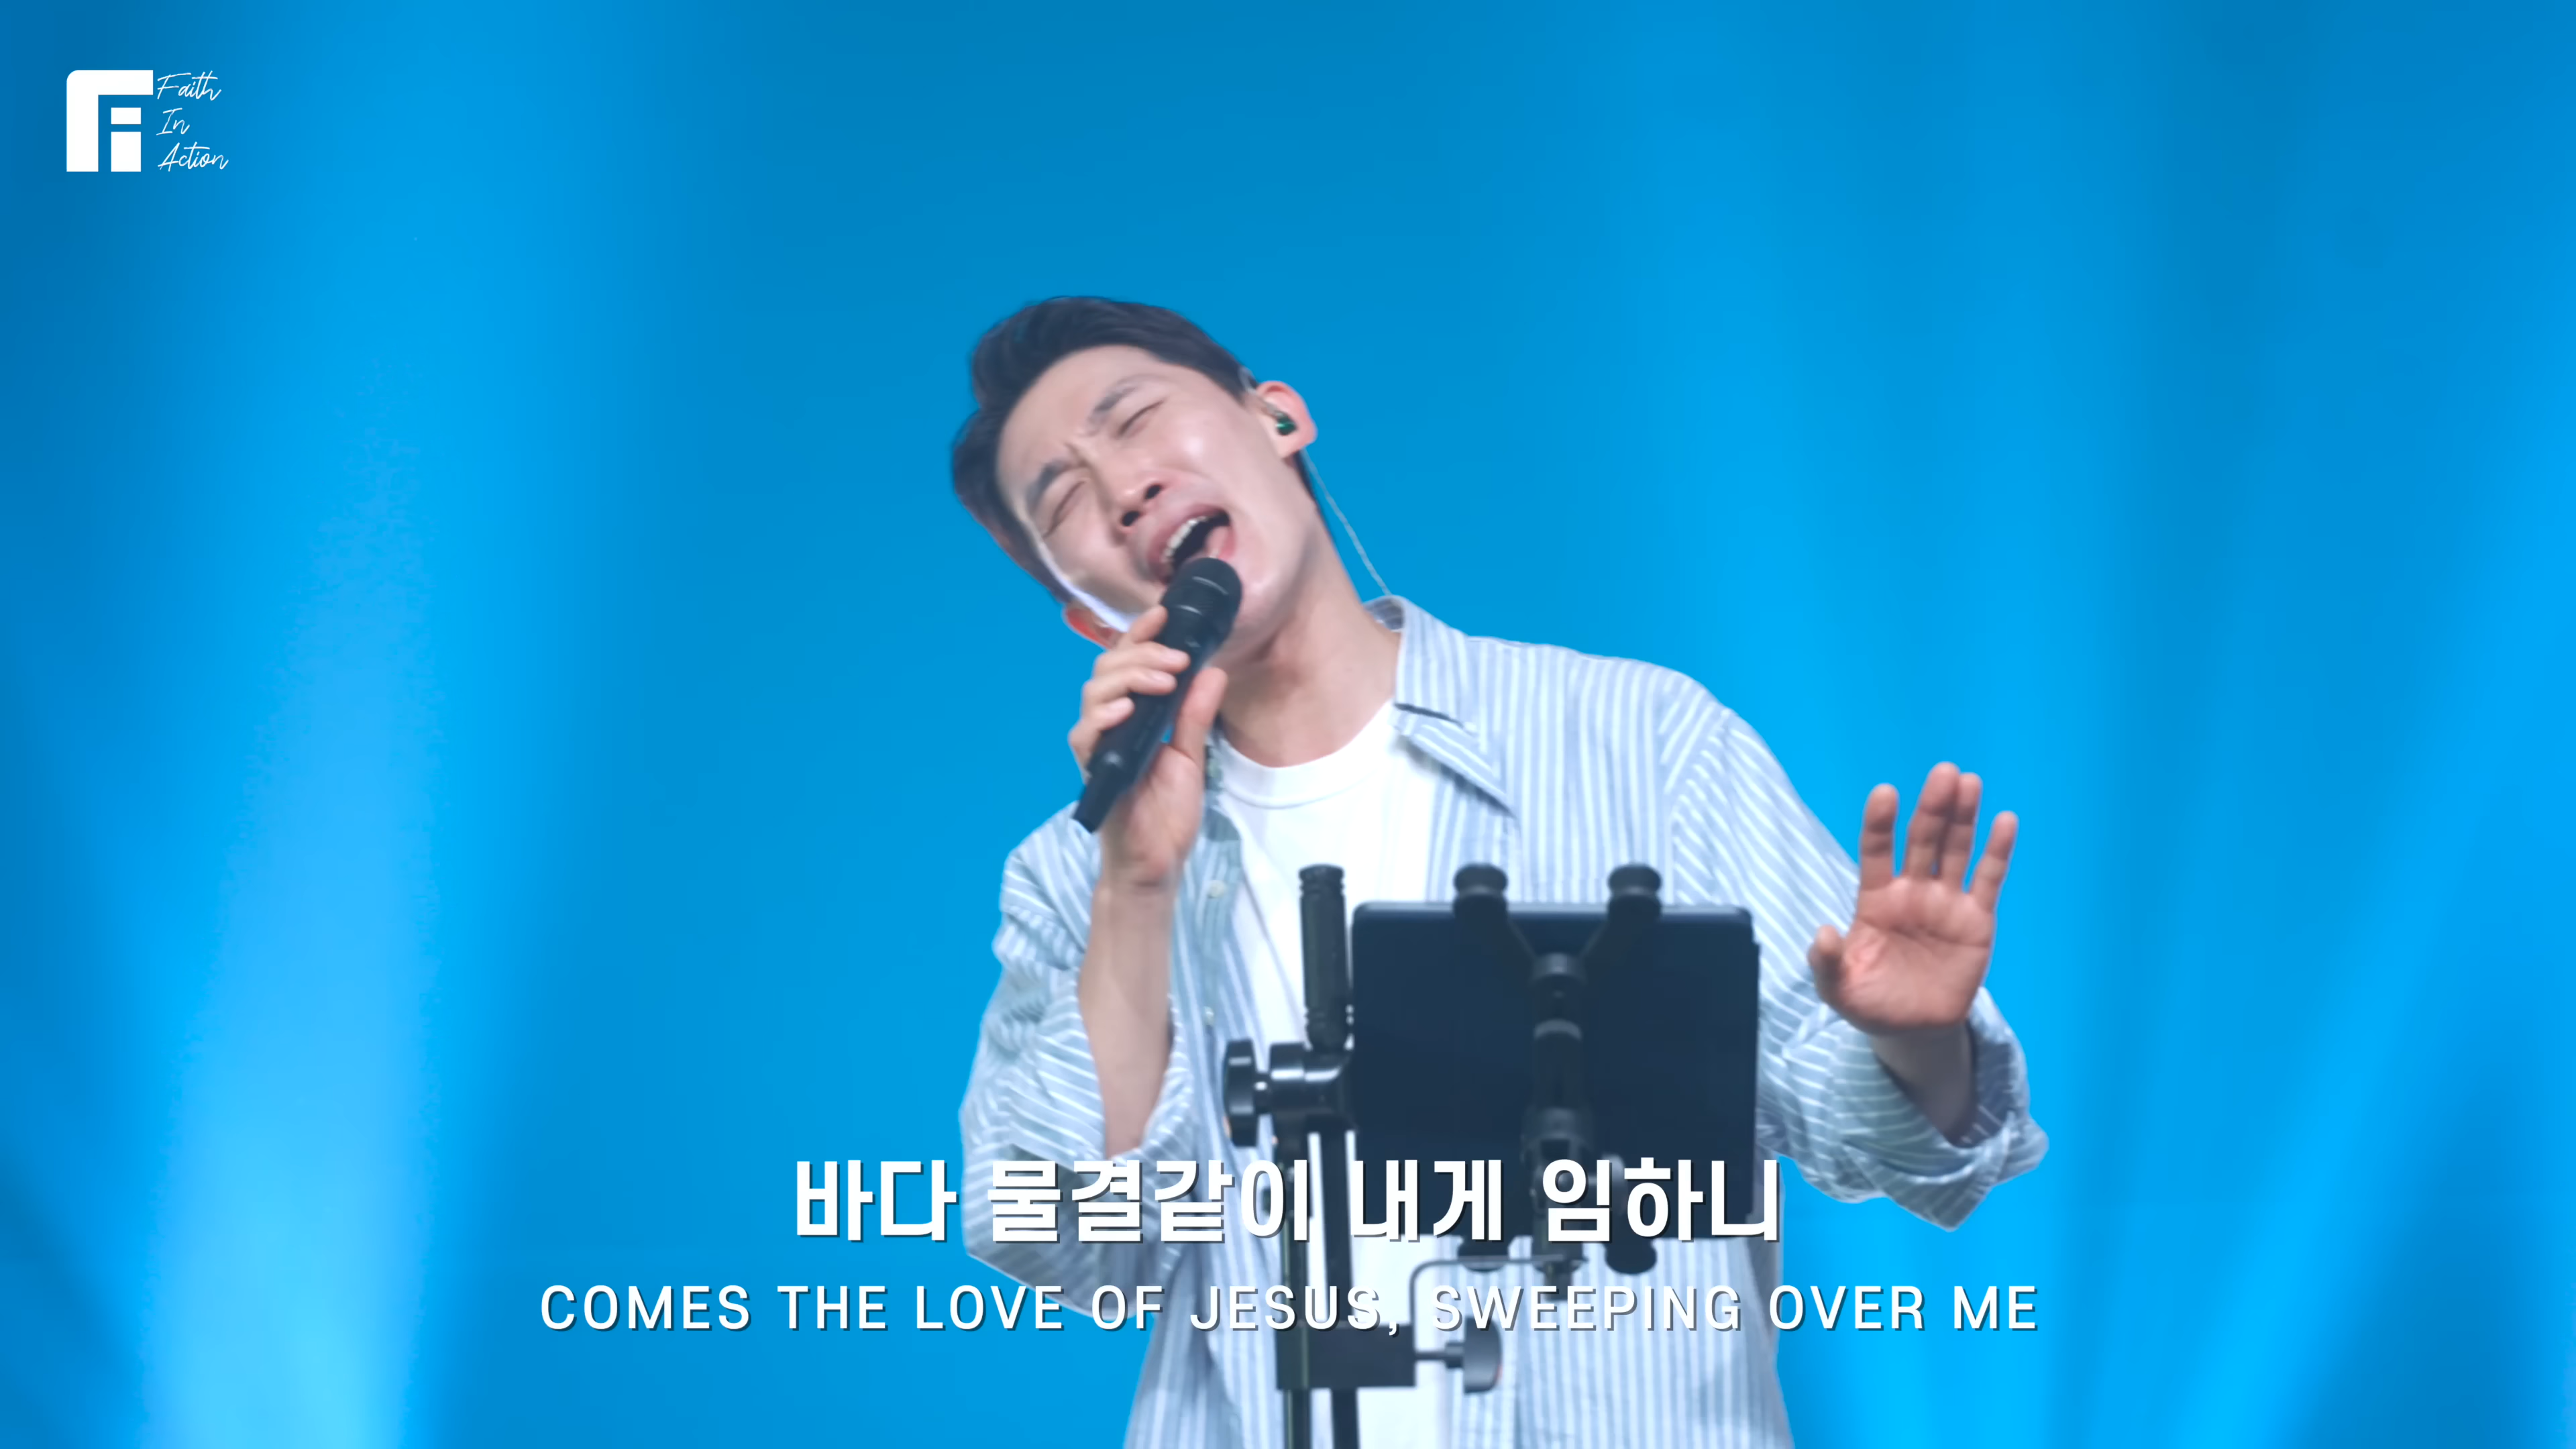 Faith
In
Action
바다 물결같이 내게 임하니
COMES THE LOVE OF JESUS, SWEEPING OVER ME